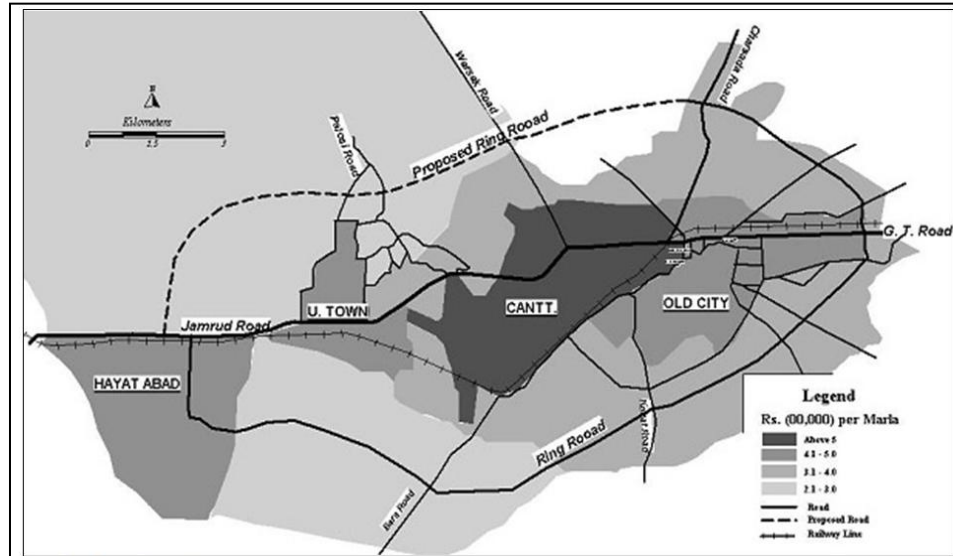 Kilometers
0 1.5 3
Warsak Road
Charsada Road
Palosi Road
Proposed Ring Rooad
G. T. Road
U. TOWN
CANTT.
OLD CITY
Jamrud Road
HAYAT ABAD
Ring Rooad
Kohat Road
Bara Road
Legend
Rs. (00,000) per Marla
Above 5
4.1 - 5.0
3.1 - 4.0
2.1 - 3.0
Road
Proposed Road
Railway Line